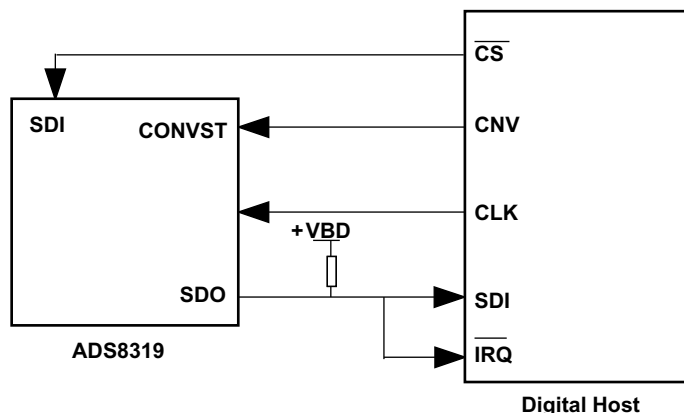 CS
SDI
CONVST
CNV
CLK
+VBD
SDO
SDI
IRQ
ADS8319
Digital Host